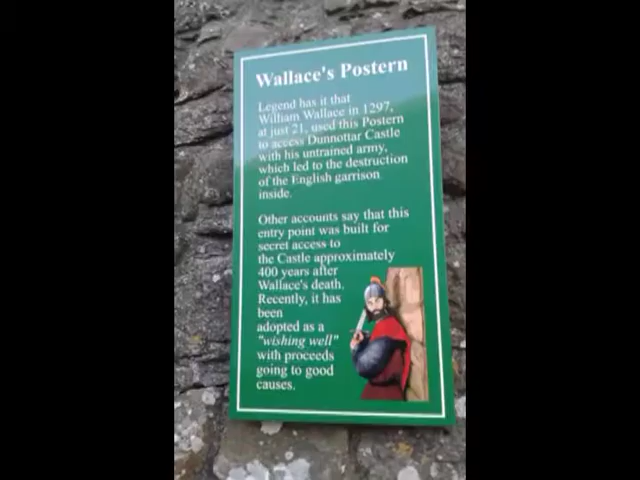 Wallace's Postern
Legend has it that
William Wallace in 1297,
at just 21, used this Postern
to access Dunnottar Castle
with his untrained army,
which led to the destruction
of the English garrison
inside.
Other accounts say that this
entry point was built for
secret access to
the Castle approximately
400 years after
Wallace's death.
Recently, it has
been
adopted as a
"wishing well"
with proceeds
going to good
causes.